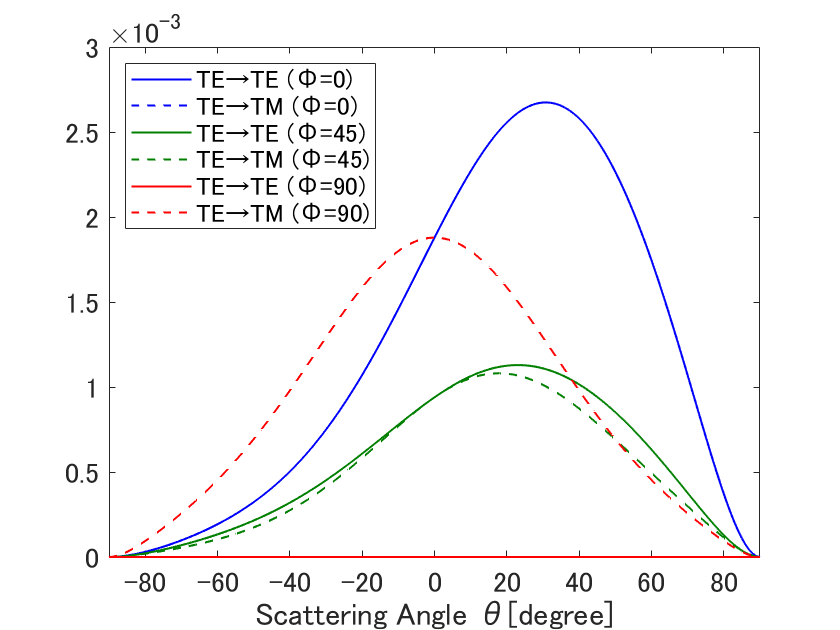 ×10⁻³
3
2.5
2
1.5
1
0.5
0
TE→TE (Φ=0)
TE→TM (Φ=0)
TE→TE (Φ=45)
TE→TM (Φ=45)
TE→TE (Φ=90)
TE→TM (Φ=90)
-80 -60 -40 -20 0 20 40 60 80
Scattering Angle θ[degree]